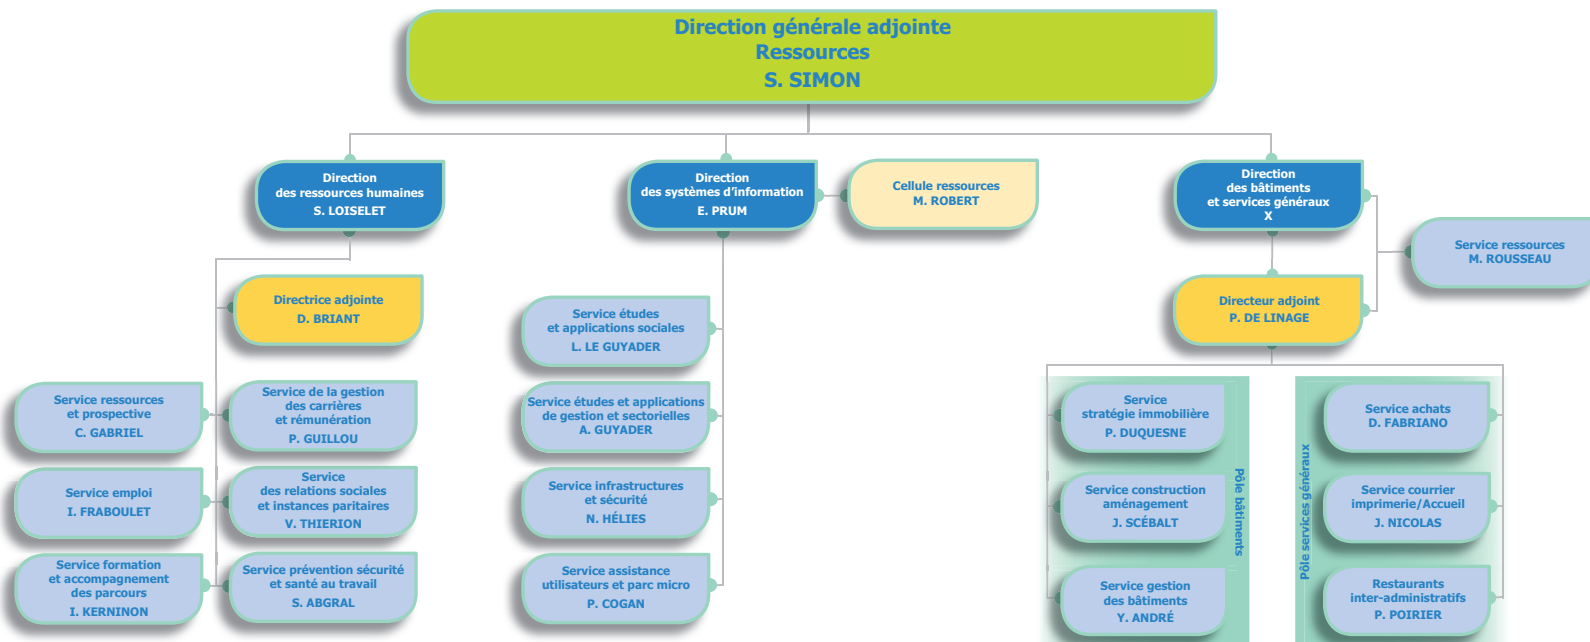 Direction générale adjointe
Ressources
S. SIMON
Direction
des ressources humaines
S. LOISELET
Direction
des systèmes d'information
E. PRUM
Cellule ressources
M. ROBERT
Direction
des bâtiments
et services généraux
X
Service ressources
M. ROUSSEAU
Directrice adjointe
D. BRIANT
Directeur adjoint
P. DE LINAGE
Service ressources
et prospective
C. GABRIEL
Service de la gestion
des carrières
et rémunération
P. GUILLOU
Service emploi
I. FRABOULET
Service
des relations sociales
et instances paritaires
V. THIERION
Service formation
et accompagnement
des parcours
I. KERNINON
Service prévention sécurité
et santé au travail
S. ABGRAL
Service études
et applications sociales
L. LE GUYADER
Service études et applications
de gestion et sectorielles
A. GUYADER
Service infrastructures
et sécurité
N. HÉLIES
Service assistance
utilisateurs et parc micro
P. COGAN
Service
stratégie immobilière
P. DUQUESNE
Service construction
aménagement
J. SCÉBALT
Service gestion
des bâtiments
Y. ANDRÉ
Pôle bâtiments
Pôle services généraux
Service achats
D. FABRIANO
Service courrier
imprimerie/Accueil
J. NICOLAS
Restaurants
inter-administratifs
P. POIRIER